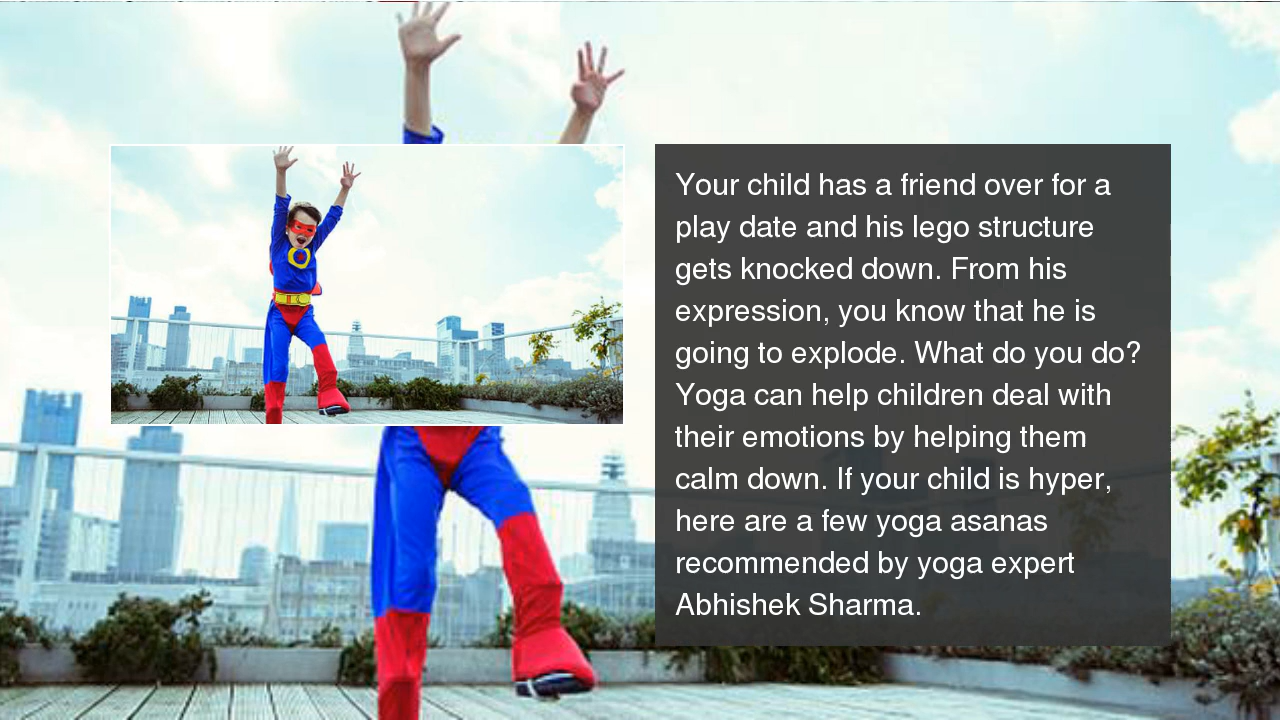 Your child has a friend over for a
play date and his lego structure
gets knocked down. From his
expression, you know that he is
going to explode. What do you do?
Yoga can help children deal with
their emotions by helping them
calm down. If your child is hyper,
here are a few yoga asanas
recommended by yoga expert
Abhishek Sharma.